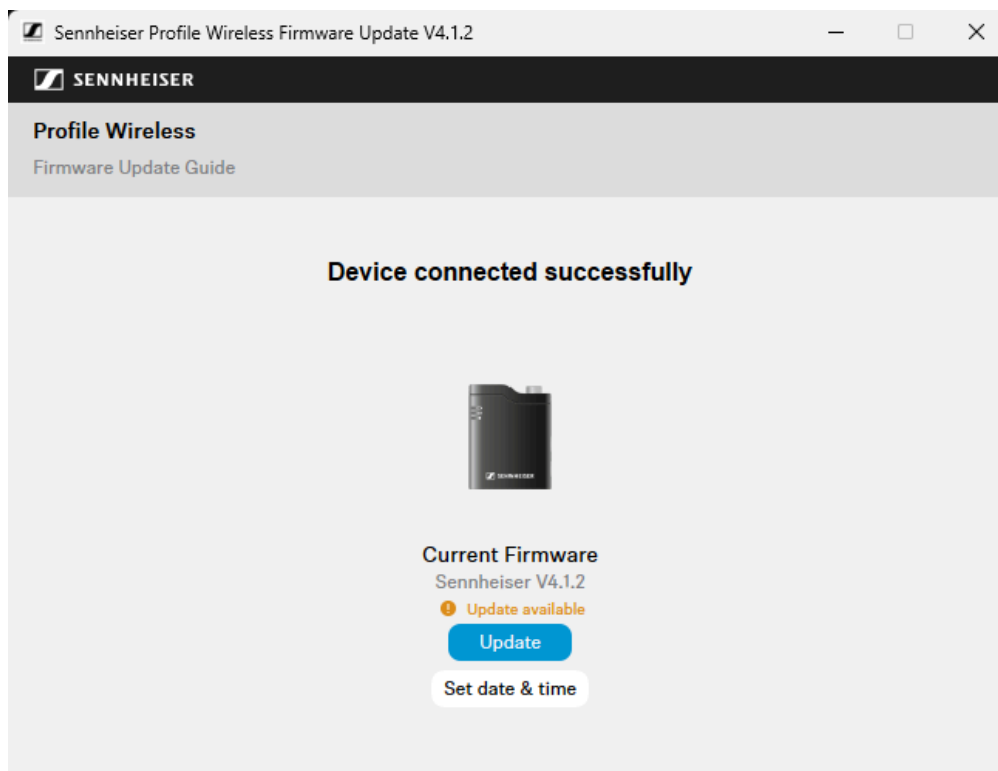 Sennheiser Profile Wireless Firmware Update V4.1.2
SENNHEISER
Profile Wireless
Firmware Update Guide
Device connected successfully
SENNHEISER
Current Firmware
Sennheiser V4.1.2
Update available
Update
Set date & time